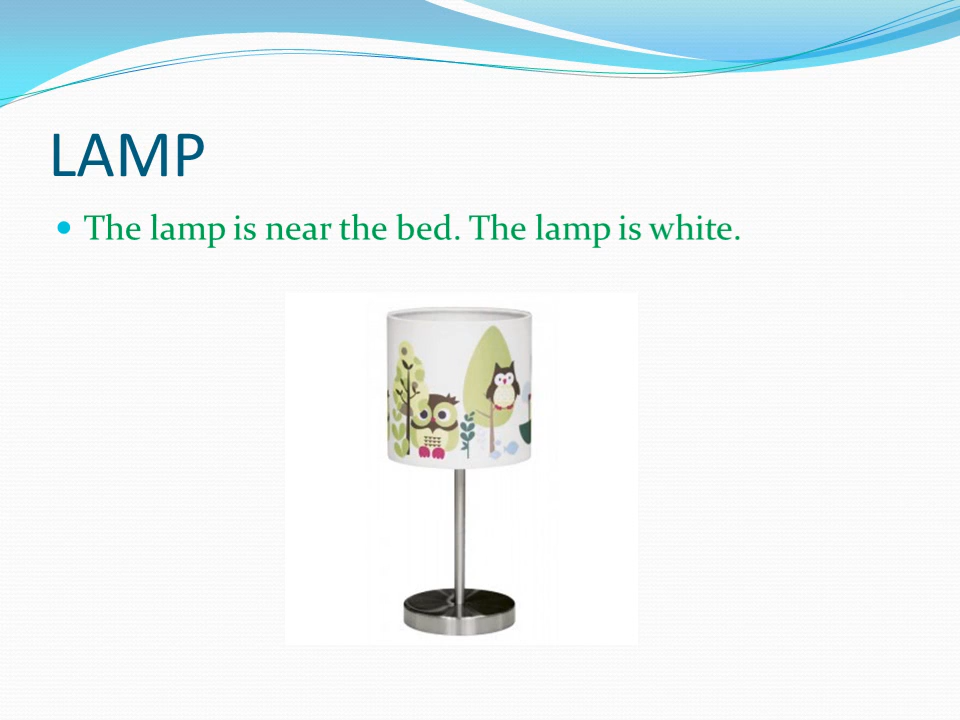 LAMP
The lamp is near the bed. The lamp is white.